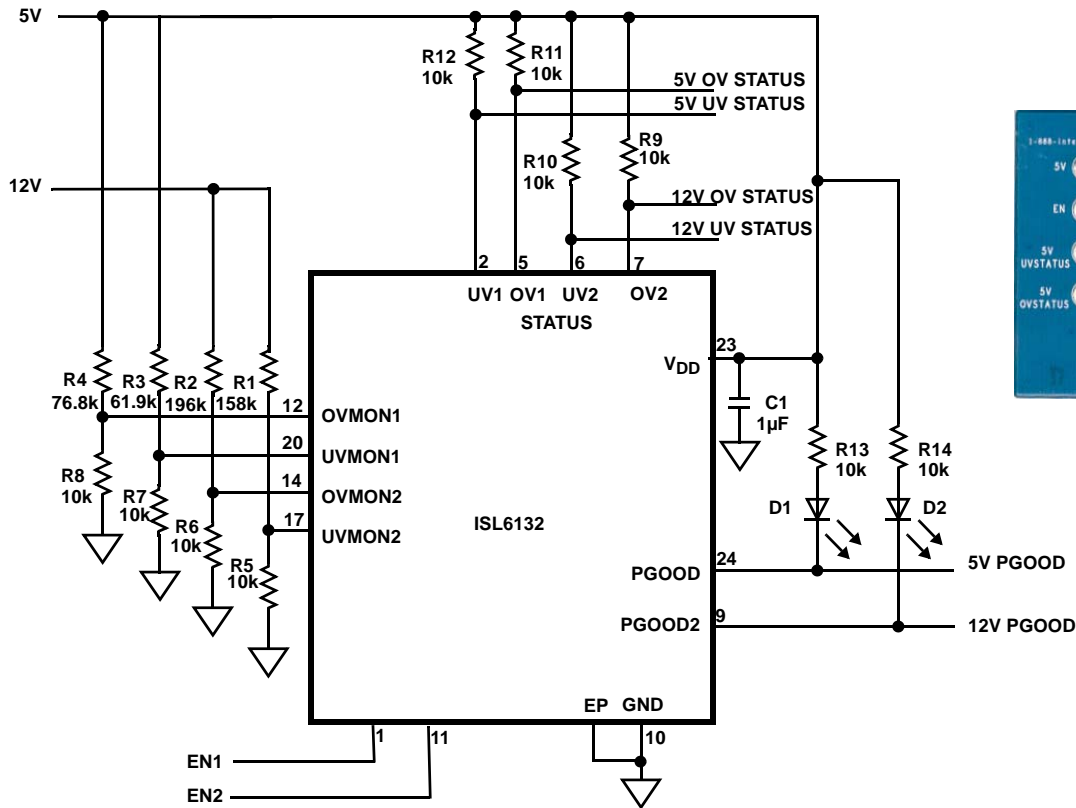 5V
R12
10k
R11
10k
5V OV STATUS
5V UV STATUS
R10
10k
R9
10k
12V
12V OV STATUS
12V UV STATUS
2
5
6
7
UV1
OV1
UV2
OV2
STATUS
R4
76.8k
R3
61.9k
R2
196k
R1
158k
23
VDD
C1
1µF
12
OVMON1
20
UVMON1
14
OVMON2
17
UVMON2
R8
10k
R7
10k
R6
10k
R5
10k
ISL6132
R13
10k
R14
10k
D1
D2
PGOOD
24
5V PGOOD
PGOOD2
9
12V PGOOD
EP
GND
1
11
10
EN1
EN2
5V
EN
5V
UVSTATUS
5V
OVSTATUS